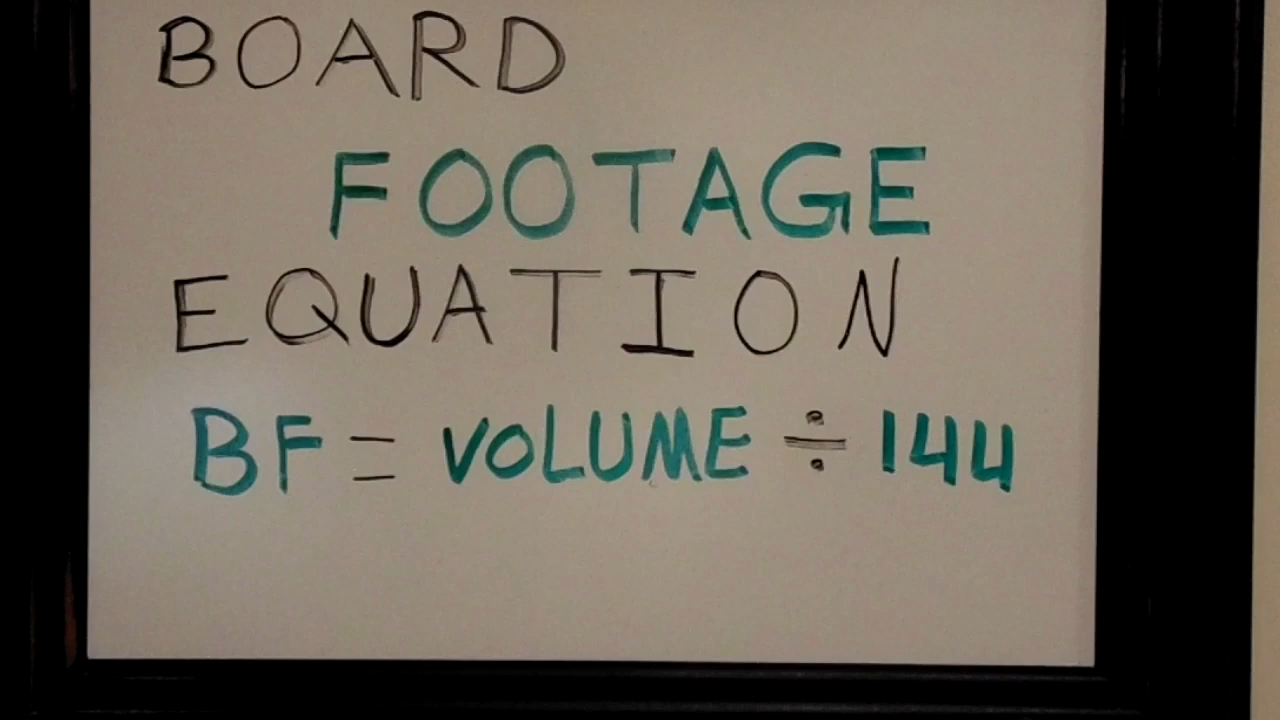 BOARD
FOOTAGE
EQUATION
BF = VOLUME ÷ 144